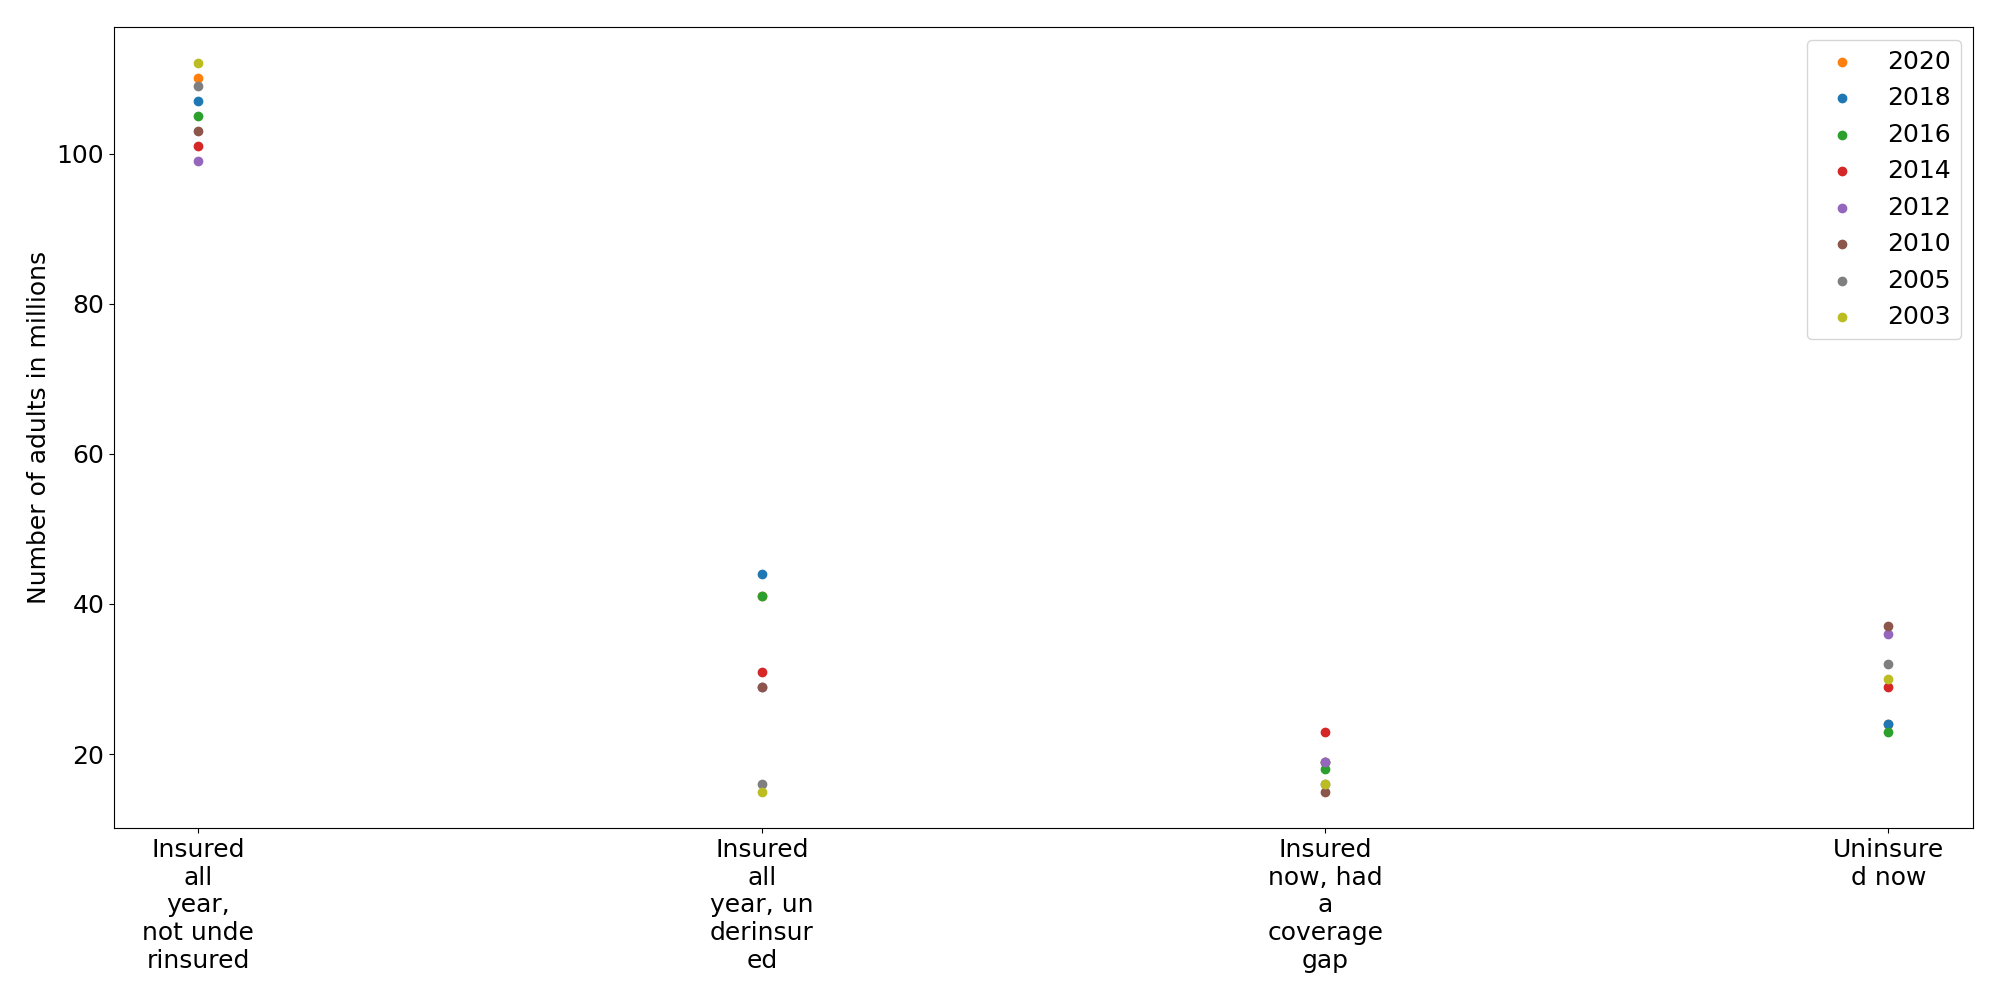 Number of adults in millions
100
80
60
40
20
2020
2018
2016
2014
2012
2010
2005
2003
Insured
all
year,
not unde
rinsured
Insured
all
year, un
derinsur
ed
Insured
now, had
a
coverage
gap
Uninsure
d now